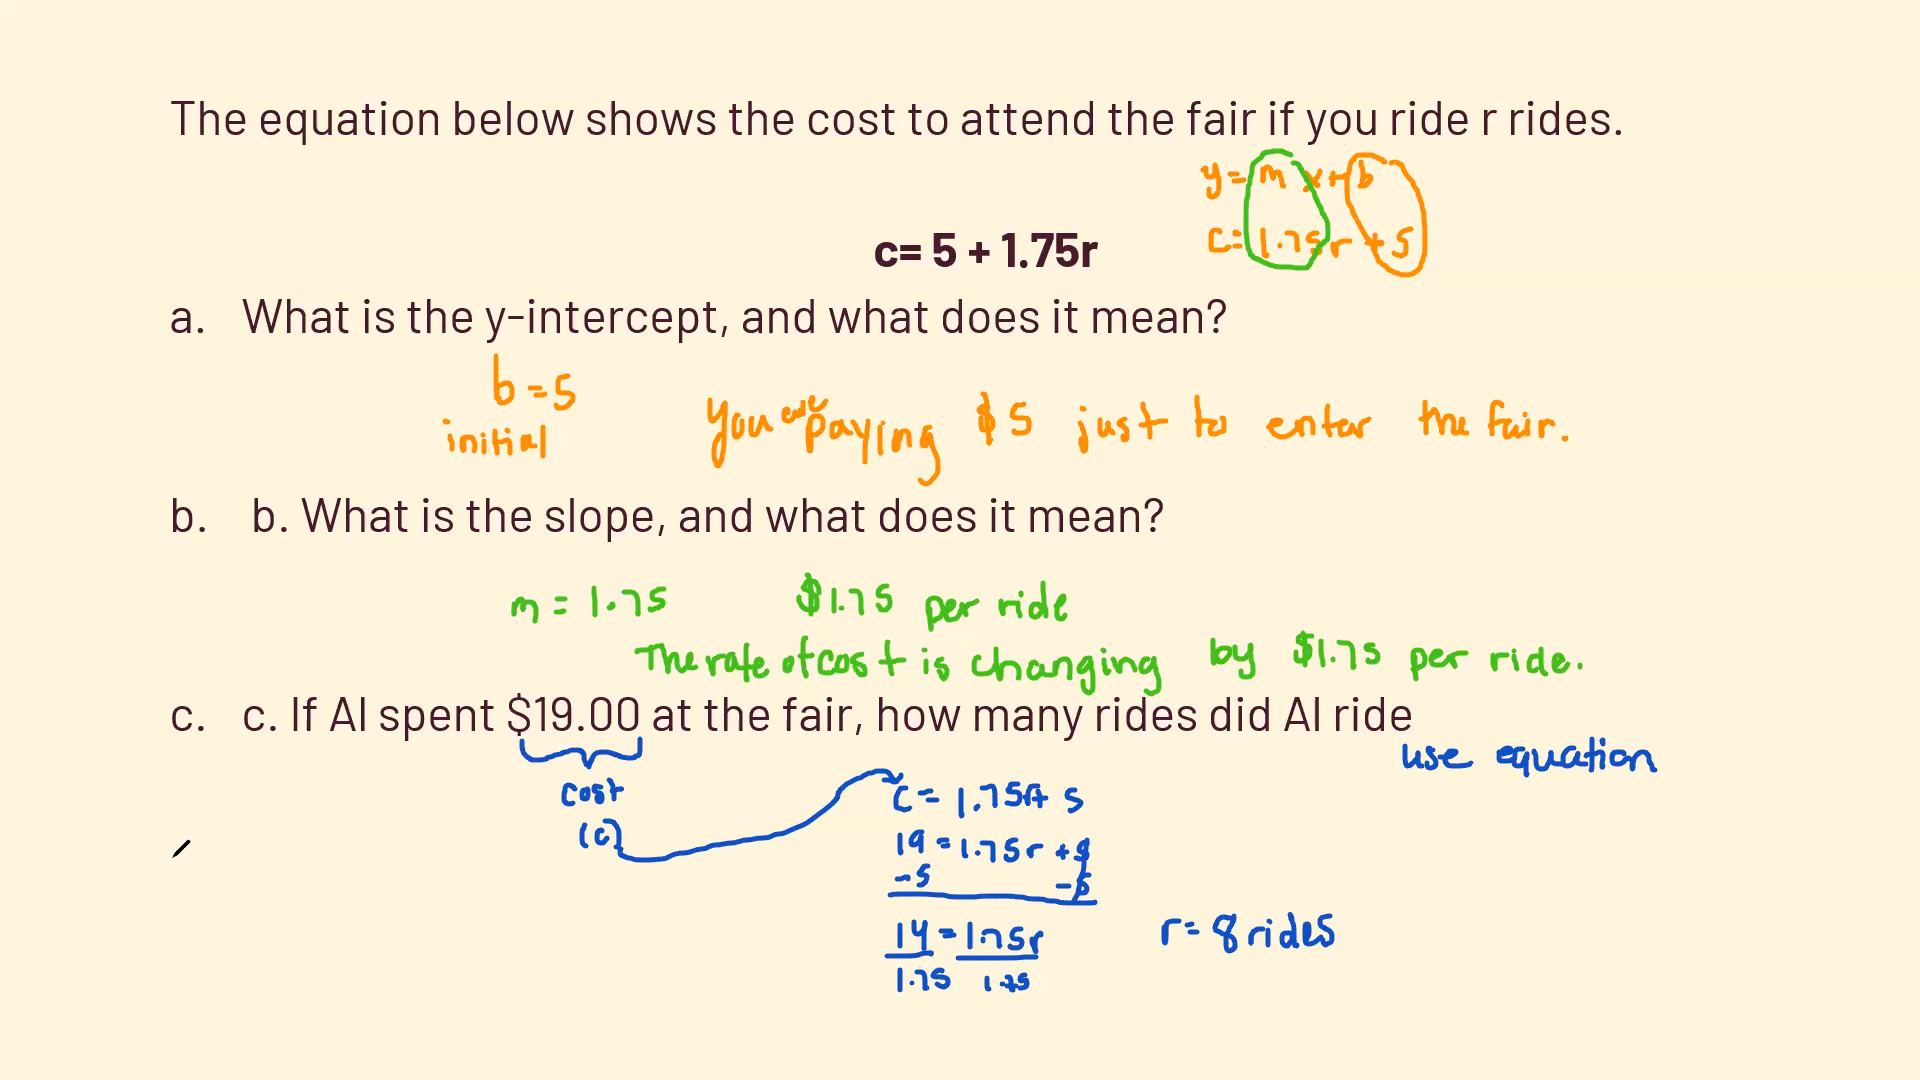 The equation below shows the cost to attend the fair if you ride r rides.
y = m x + b
c= 5 + 1.75r
c = 1.75r + 5
a. What is the y-intercept, and what does it mean?
b = 5
initial
you are paying $5 just to enter the fair.
b. b. What is the slope, and what does it mean?
m = 1.75 $1.75 per ride
The rate of cost is changing by $1.75 per ride.
c. c. If Al spent $19.00 at the fair, how many rides did Al ride
use equation
cost
(c)
C = 1.75r + 5
19 = 1.75r + 5
-5 -5
14 = 1.75r
1.75 1.75
r = 8 rides